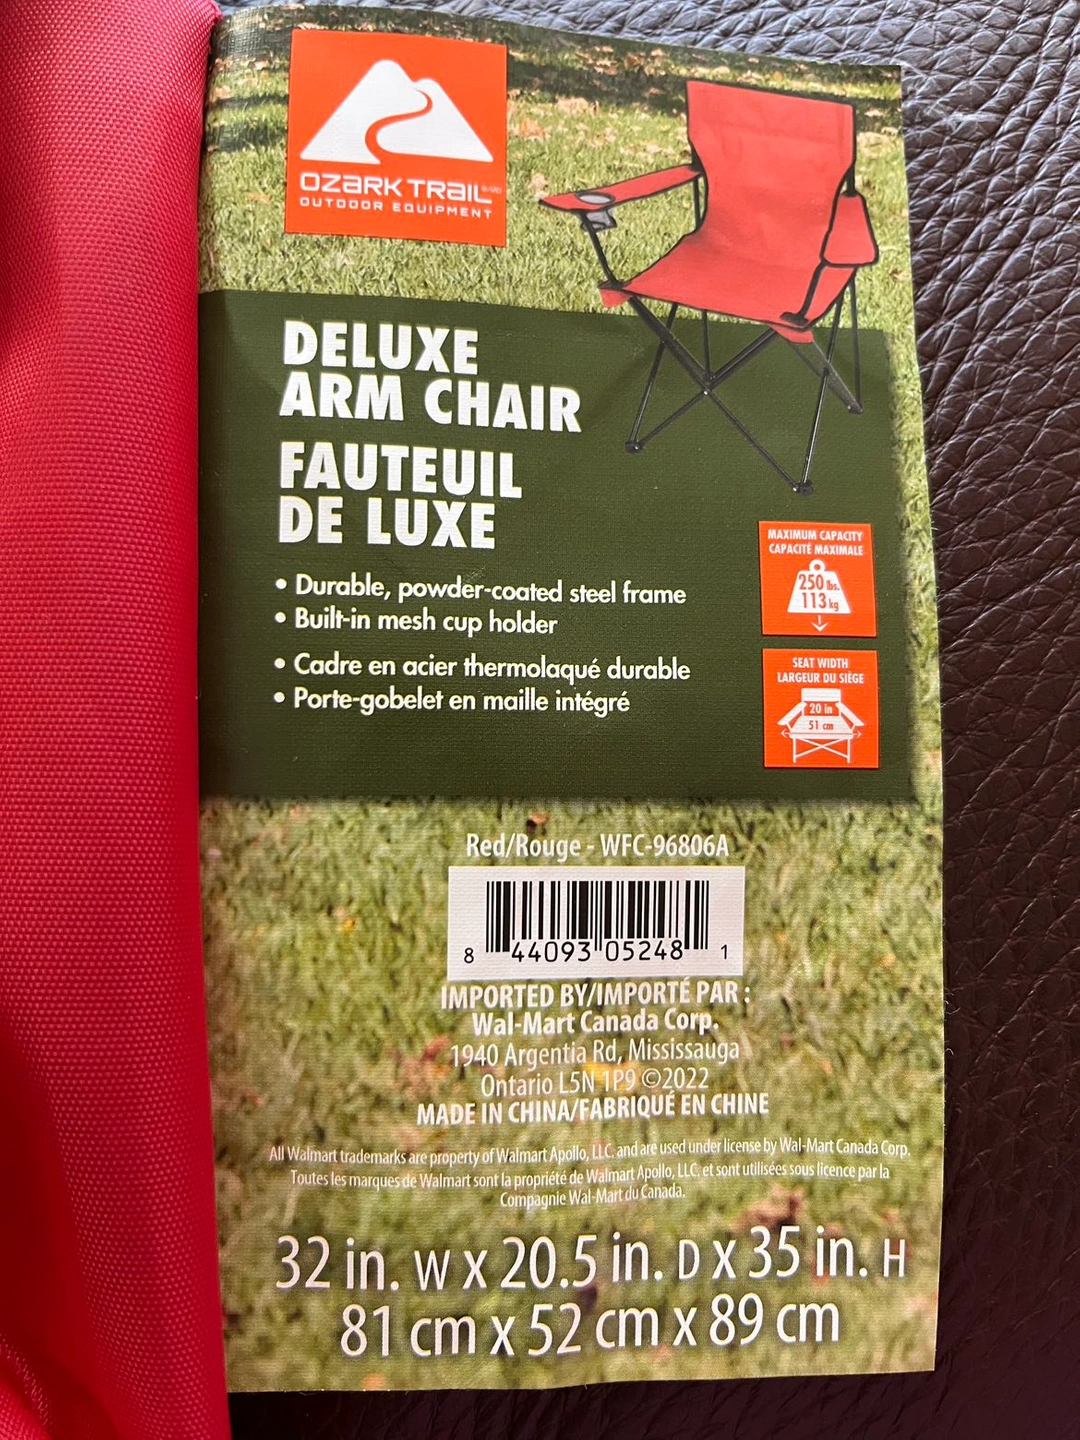 OZARK TRAIL
OUTDOOR EQUIPMENT
DELUXE
ARM CHAIR
FAUTEUIL
DE LUXE
• Durable, powder-coated steel frame
• Built-in mesh cup holder
• Cadre en acier thermolaqué durable
• Porte-gobelet en maille intégré
MAXIMUM CAPACITY
CAPACITÉ MAXIMALE
250 lbs.
113 kg
SEAT WIDTH
LARGEUR DU SIÈGE
20 in
51 cm
Red/Rouge - WFC-96806A
8 44093 05248 1
IMPORTED BY/IMPORTÉ PAR :
Wal-Mart Canada Corp.
1940 Argentia Rd, Mississauga
Ontario L5N 1P9 ©2022
MADE IN CHINA/FABRIQUÉ EN CHINE
All Walmart trademarks are property of Walmart Apollo, LLC. and are used under license by Wal-Mart Canada Corp.
Toutes les marques de Walmart sont la propriété de Walmart Apollo, LLC. et sont utilisées sous licence par la
Compagnie Wal-Mart du Canada.
32 in. W x 20.5 in. D x 35 in. H
81 cm x 52 cm x 89 cm